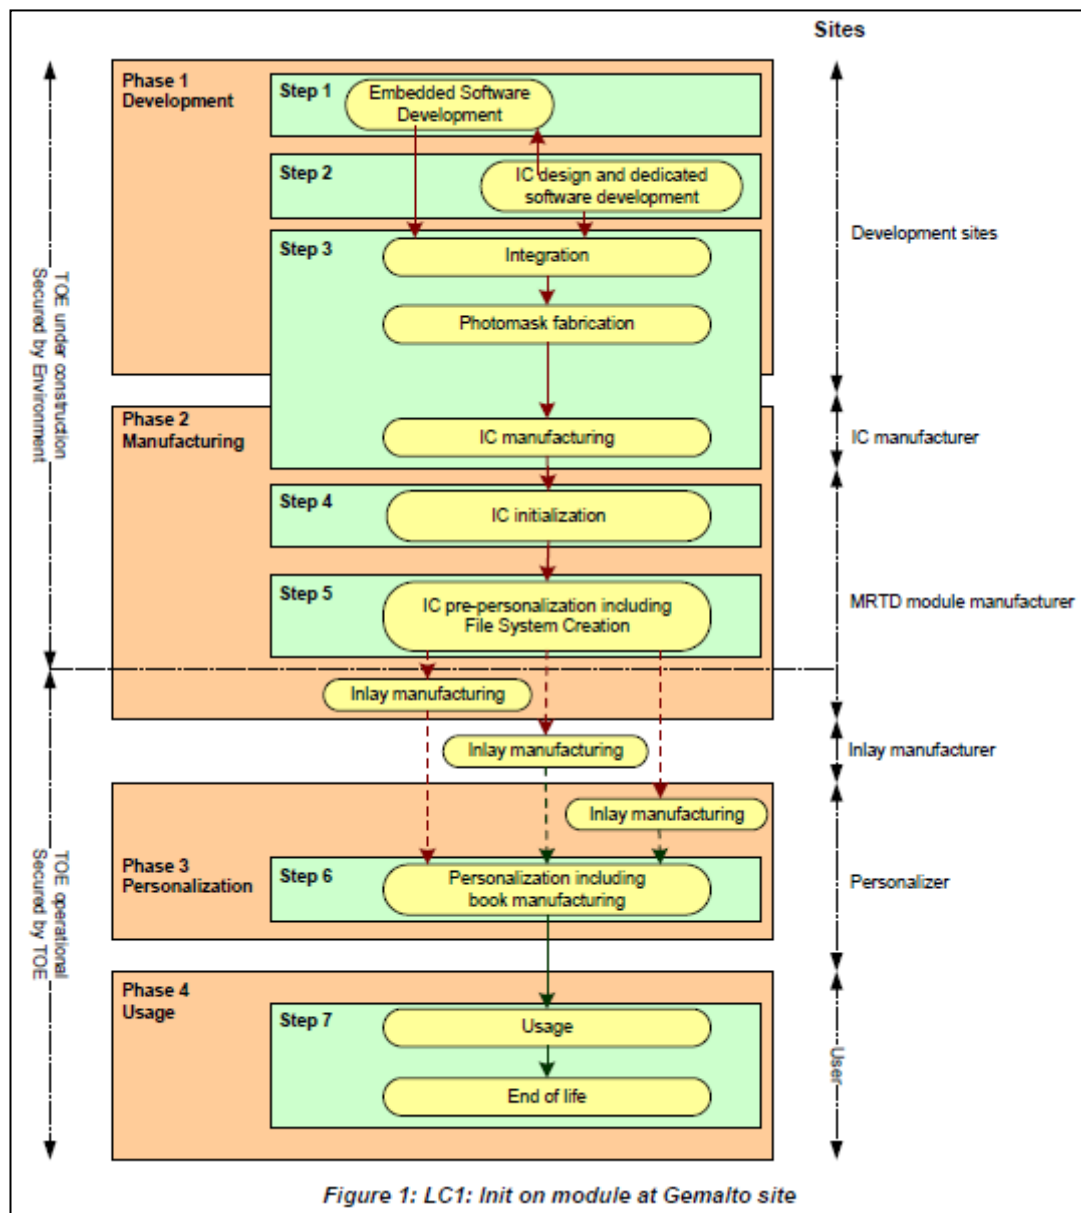 Sites
Phase 1
Development
Step 1
Embedded Software
Development
Step 2
IC design and dedicated
software development
Step 3
Integration
Development sites
Photomask fabrication
TOE under construction
Secured by Environment
Phase 2
Manufacturing
IC manufacturing
IC manufacturer
Step 4
IC initialization
Step 5
IC pre-personalization including
File System Creation
MRTD module manufacturer
Inlay manufacturing
Inlay manufacturing
Inlay manufacturer
Inlay manufacturing
TOE operational
Secured by TOE
Phase 3
Personalization
Step 6
Personalization including
book manufacturing
Personalizer
Phase 4
Usage
Step 7
Usage
User
End of life
Figure 1: LC1: Init on module at Gemalto site